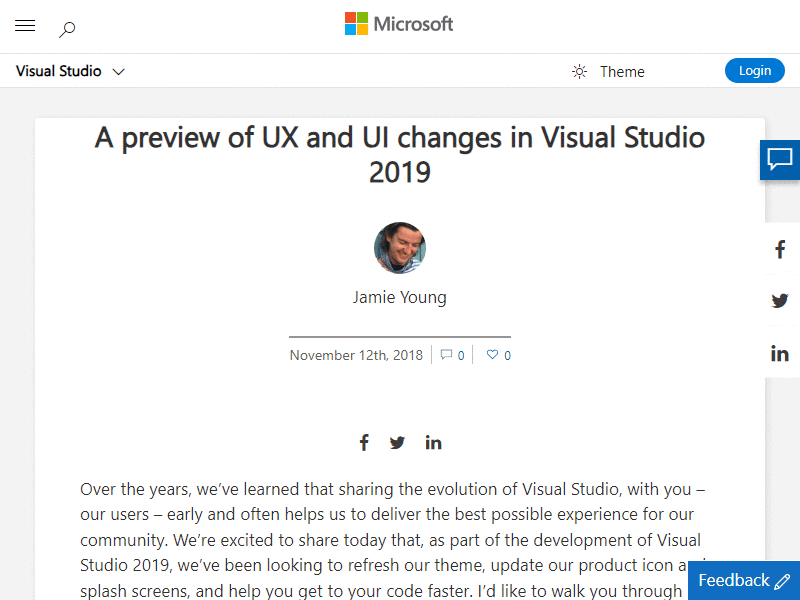 Microsoft
Visual Studio
Theme
Login
A preview of UX and UI changes in Visual Studio
2019
Jamie Young
November 12th, 2018
0
0
Over the years, we’ve learned that sharing the evolution of Visual Studio, with you –
our users – early and often helps us to deliver the best possible experience for our
community. We’re excited to share today that, as part of the development of Visual
Studio 2019, we’ve been looking to refresh our theme, update our product icon and
splash screens, and help you get to your code faster. I’d like to walk you through
Feedback